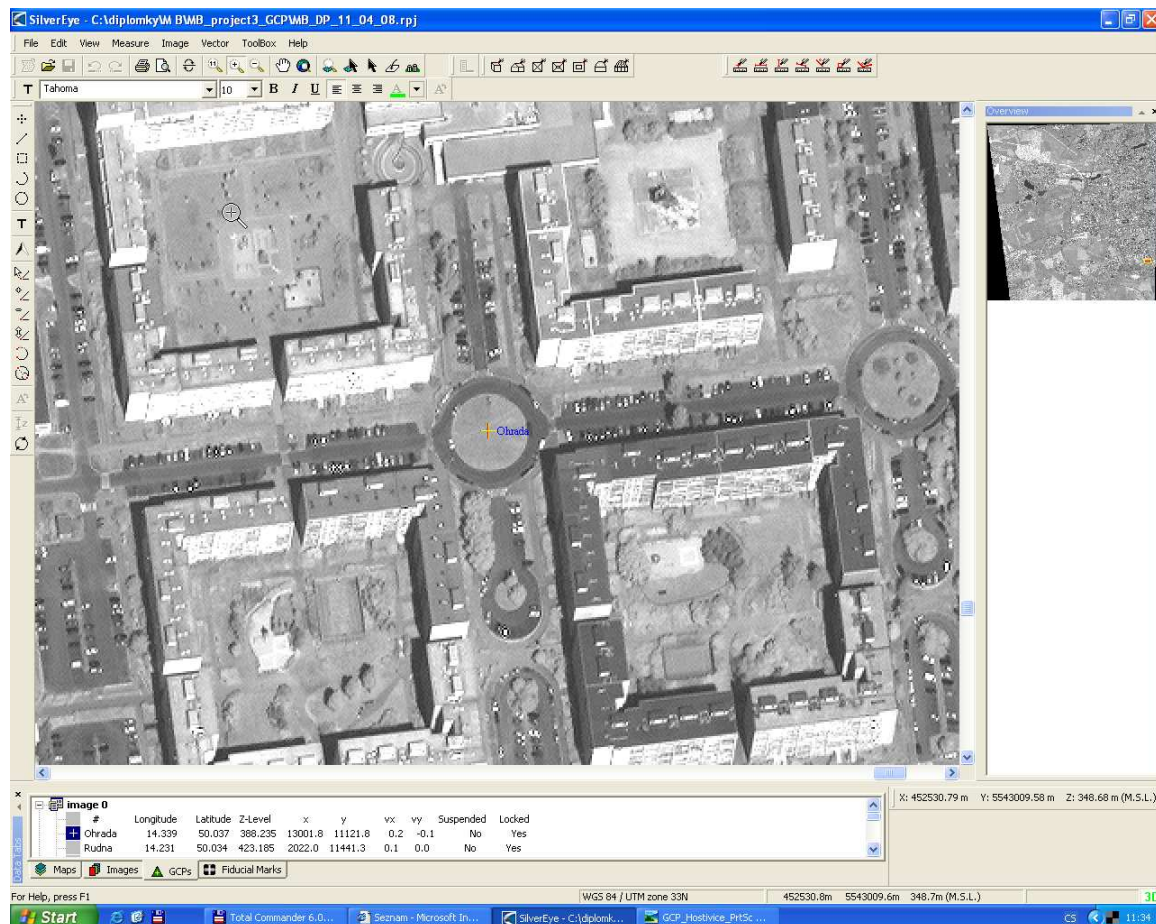 SilverEye - C:\diplomky\M B\MB_project3_GCP\MB_DP_11_04_08.rpj
File Edit View Measure Image Vector ToolBox Help
T Tahoma 10 B I U A
Overview
T
Ohrada
X: 452530.79 m Y: 5543009.58 m Z: 348.68 m (M.S.L.)
image 0
# Longitude Latitude Z-Level x y vx vy Suspended Locked
Ohrada 14.339 50.037 388.235 13001.8 11121.8 0.2 -0.1 No Yes
Rudna 14.231 50.034 423.185 2022.0 11441.3 0.1 0.0 No Yes
Data Tabs
Maps Images GCPs Fiducial Marks
For Help, press F1 WGS 84 / UTM zone 33N 452530.8m 5543009.6m 348.7m (M.S.L.) 3D
Start Total Commander 6.0... Seznam - Microsoft In... SilverEye - C:\diplomk... GCP_Hostivice_PrtSc ... CS 11:34